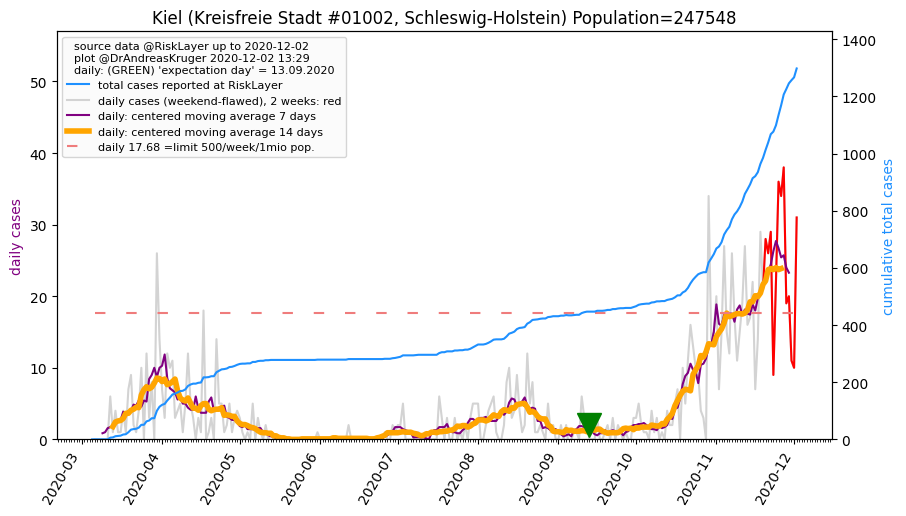 Kiel (Kreisfreie Stadt #01002, Schleswig-Holstein) Population=247548
source data @RiskLayer up to 2020-12-02
plot @DrAndreasKruger 2020-12-02 13:29
daily: (GREEN) 'expectation day' = 13.09.2020
total cases reported at RiskLayer
daily cases (weekend-flawed), 2 weeks: red
daily: centered moving average 7 days
daily: centered moving average 14 days
daily 17.68 =limit 500/week/1mio pop.
daily cases
50
40
30
20
10
0
cumulative total cases
1400
1200
1000
800
600
400
200
0
2020-03
2020-04
2020-05
2020-06
2020-07
2020-08
2020-09
2020-10
2020-11
2020-12